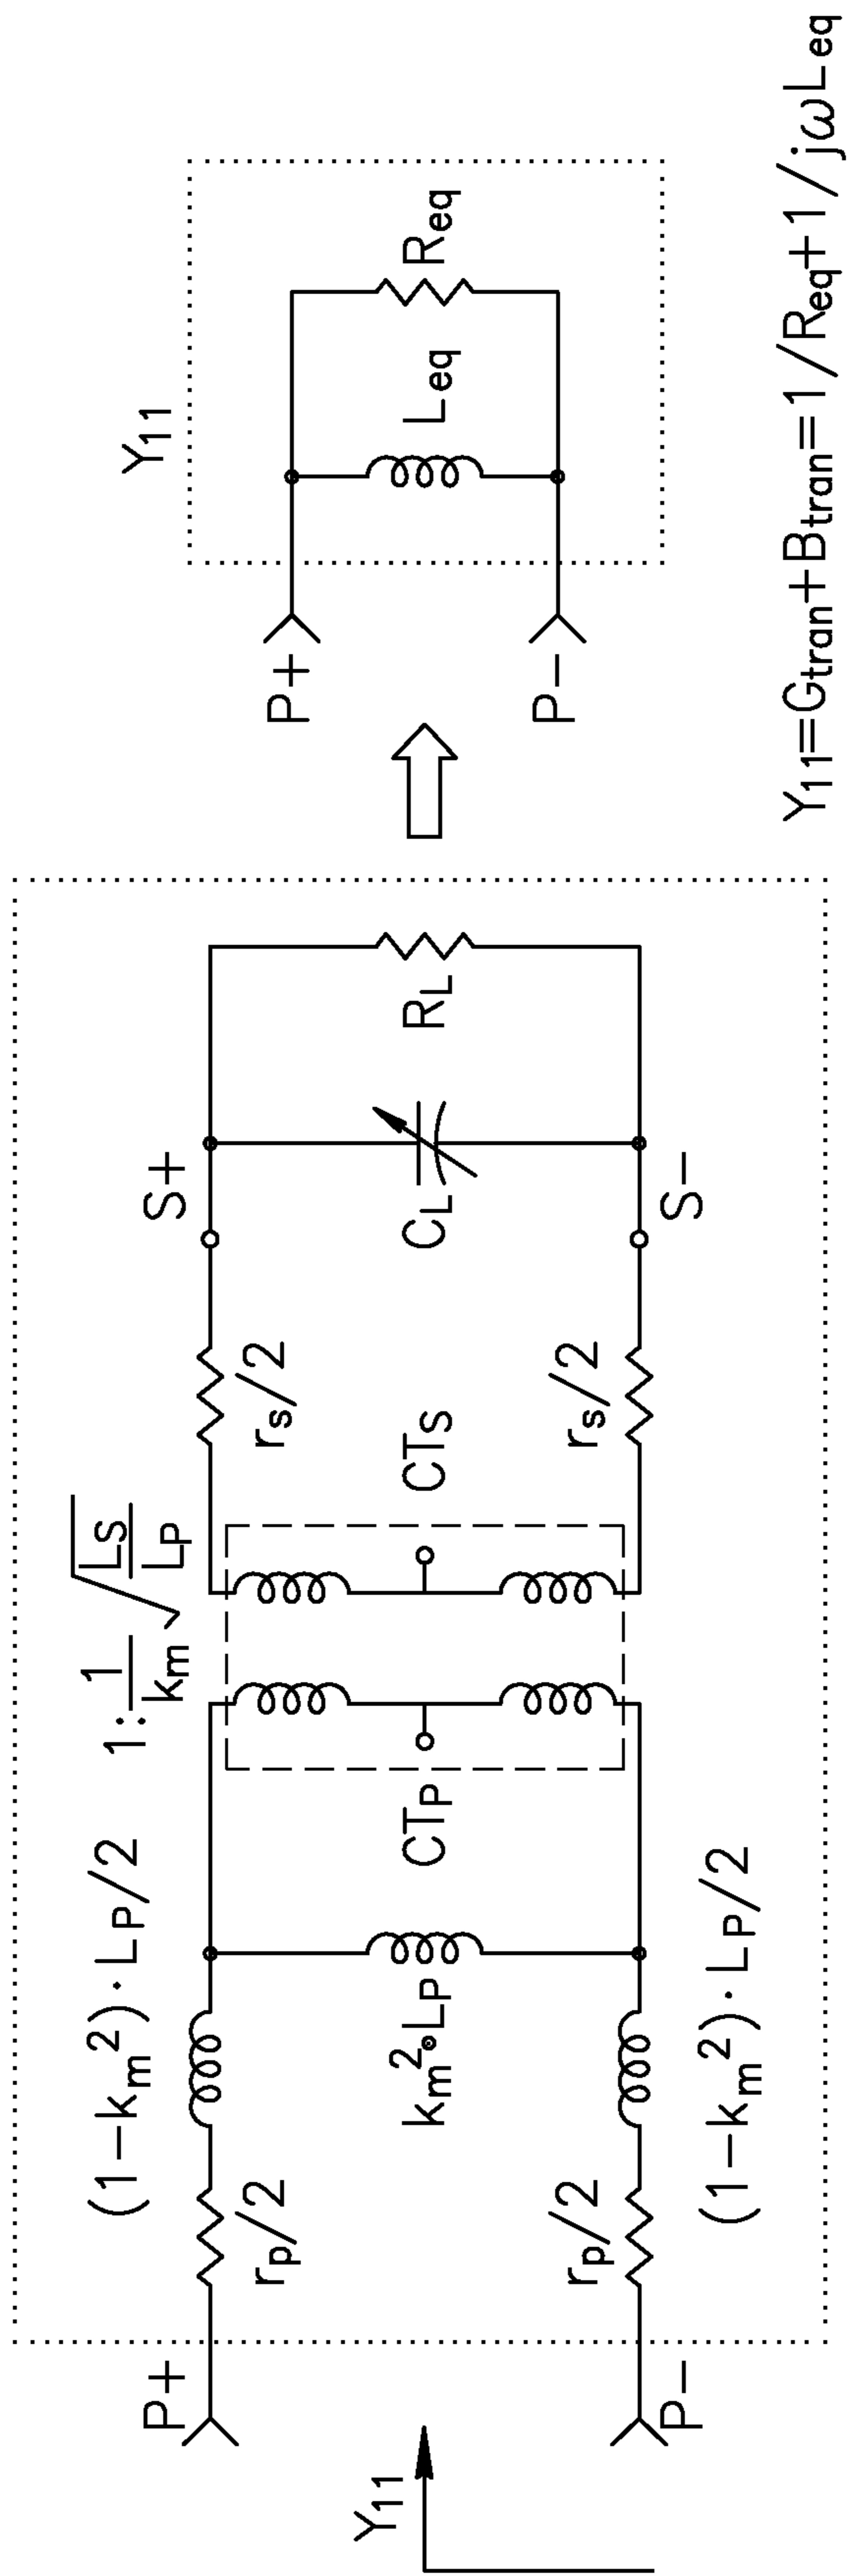 Y11
P+
P−
rp/2
rp/2
(1−km²)·LP/2
(1−km²)·LP/2
km²∘LP
1:1/km √LS/LP
CTP
CTS
rs/2
rs/2
S+
S−
CL
RL
P+
P−
Y11
Leq
Req
Y11=Gtran+Btran=1/Req+1/jωLeq